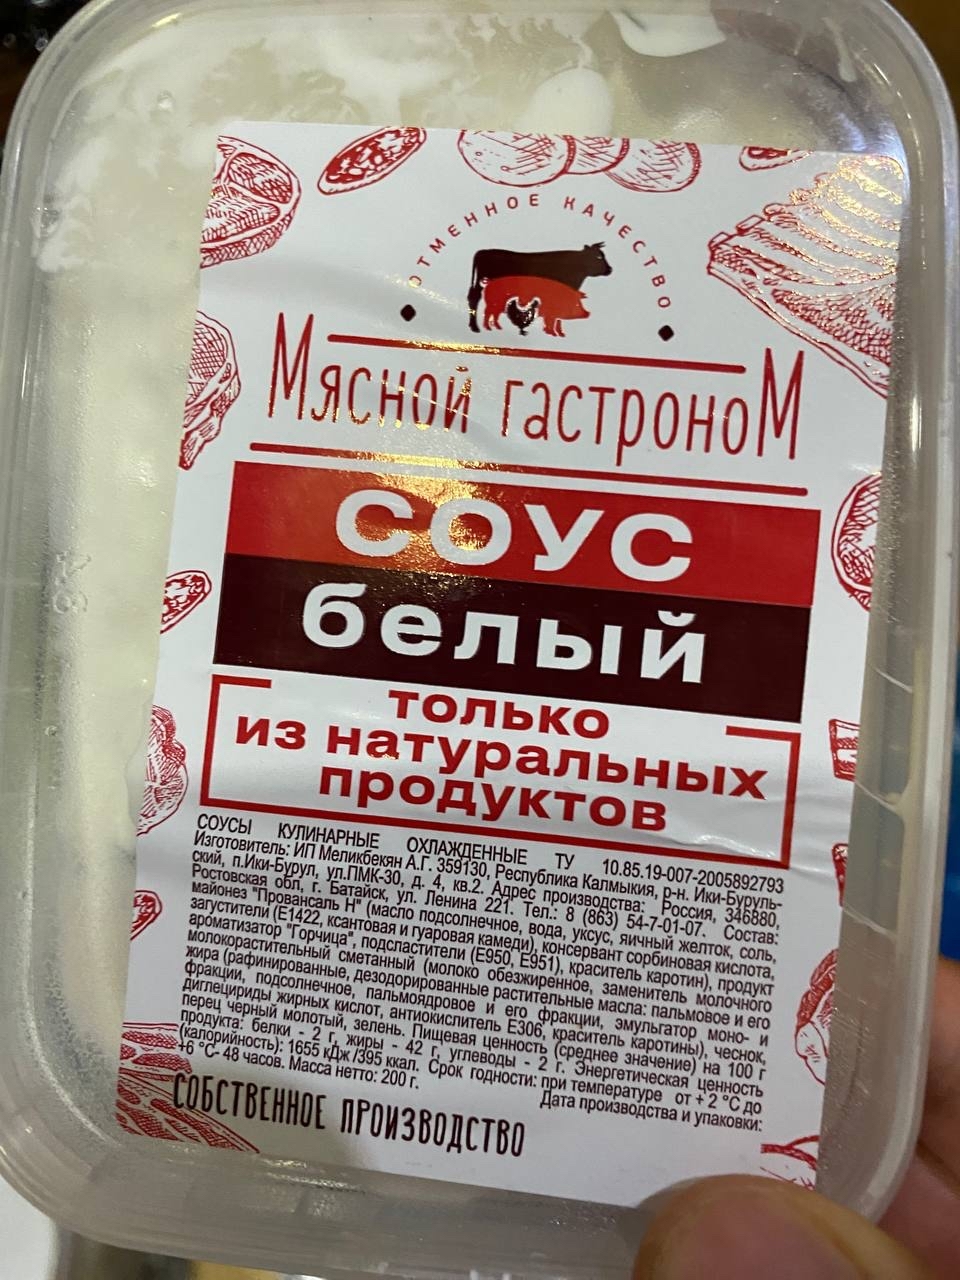 ОТМЕННОЕ КАЧЕСТВО
Мясной гастроноМ
соус
белый
только
из натуральных
продуктов
СОУСЫ КУЛИНАРНЫЕ ОХЛАЖДЕННЫЕ ТУ 10.85.19-007-2005892793
Изготовитель: ИП Меликбекян А.Г. 359130, Республика Калмыкия, р-н. Ики-Буруль-
ский, п.Ики-Бурул, ул.ПМК-30, д. 4, кв.2. Адрес производства: Россия, 346880,
Ростовская обл, г. Батайск, ул. Ленина 221. Тел.: 8 (863) 54-7-01-07. Состав:
майонез "Провансаль Н" (масло подсолнечное, вода, уксус, яичный желток, соль,
загустители (Е1422, ксантовая и гуаровая камеди), консервант сорбиновая кислота,
ароматизатор "Горчица", подсластители (Е950, Е951), краситель каротин), продукт
молокорастительный сметанный (молоко обезжиренное, заменитель молочного
жира (рафинированные, дезодорированные растительные масла: пальмовое и его
фракции, подсолнечное, пальмоядровое и его фракции, эмульгатор моно- и
диглецириды жирных кислот, антиокислитель Е306, краситель каротины), чеснок,
перец черный молотый, зелень. Пищевая ценность (среднее значение) на 100 г
продукта: белки - 2 г, жиры - 42 г, углеводы - 2 г. Энергетическая ценность
(калорийность): 1655 кДж /395 ккал. Срок годности: при температуре от + 2 °С до
+6 °С- 48 часов. Масса нетто: 200 г.
Дата производства и упаковки:
СОБСТВЕННОЕ ПРОИЗВОДСТВО